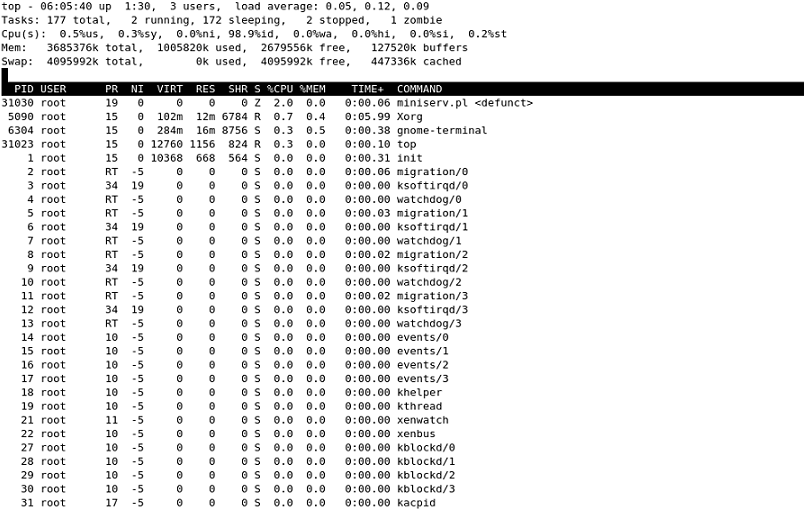 top - 06:05:40 up  1:30,  3 users,  load average: 0.05, 0.12, 0.09
Tasks: 177 total,   2 running, 172 sleeping,   2 stopped,   1 zombie
Cpu(s):  0.5%us,  0.3%sy,  0.0%ni, 98.9%id,  0.0%wa,  0.0%hi,  0.0%si,  0.2%st
Mem:   3685376k total,  1005820k used,  2679556k free,   127520k buffers
Swap:  4095992k total,        0k used,  4095992k free,   447336k cached
  PID USER      PR  NI  VIRT  RES  SHR S %CPU %MEM    TIME+  COMMAND
31030 root      19   0     0    0    0 Z  2.0  0.0   0:00.06 miniserv.pl <defunct>
 5090 root      15   0  102m  12m 6784 R  0.7  0.4   0:05.99 Xorg
 6304 root      15   0  284m  16m 8756 S  0.3  0.5   0:00.38 gnome-terminal
31023 root      15   0 12760 1156  824 R  0.3  0.0   0:00.10 top
    1 root      15   0 10368  668  564 S  0.0  0.0   0:00.31 init
    2 root      RT  -5     0    0    0 S  0.0  0.0   0:00.06 migration/0
    3 root      34  19     0    0    0 S  0.0  0.0   0:00.00 ksoftirqd/0
    4 root      RT  -5     0    0    0 S  0.0  0.0   0:00.00 watchdog/0
    5 root      RT  -5     0    0    0 S  0.0  0.0   0:00.03 migration/1
    6 root      34  19     0    0    0 S  0.0  0.0   0:00.00 ksoftirqd/1
    7 root      RT  -5     0    0    0 S  0.0  0.0   0:00.00 watchdog/1
    8 root      RT  -5     0    0    0 S  0.0  0.0   0:00.02 migration/2
    9 root      34  19     0    0    0 S  0.0  0.0   0:00.00 ksoftirqd/2
   10 root      RT  -5     0    0    0 S  0.0  0.0   0:00.00 watchdog/2
   11 root      RT  -5     0    0    0 S  0.0  0.0   0:00.02 migration/3
   12 root      34  19     0    0    0 S  0.0  0.0   0:00.00 ksoftirqd/3
   13 root      RT  -5     0    0    0 S  0.0  0.0   0:00.00 watchdog/3
   14 root      10  -5     0    0    0 S  0.0  0.0   0:00.00 events/0
   15 root      10  -5     0    0    0 S  0.0  0.0   0:00.00 events/1
   16 root      10  -5     0    0    0 S  0.0  0.0   0:00.00 events/2
   17 root      10  -5     0    0    0 S  0.0  0.0   0:00.00 events/3
   18 root      10  -5     0    0    0 S  0.0  0.0   0:00.00 khelper
   19 root      10  -5     0    0    0 S  0.0  0.0   0:00.00 kthread
   21 root      11  -5     0    0    0 S  0.0  0.0   0:00.00 xenwatch
   22 root      10  -5     0    0    0 S  0.0  0.0   0:00.00 xenbus
   27 root      10  -5     0    0    0 S  0.0  0.0   0:00.00 kblockd/0
   28 root      10  -5     0    0    0 S  0.0  0.0   0:00.00 kblockd/1
   29 root      10  -5     0    0    0 S  0.0  0.0   0:00.00 kblockd/2
   30 root      10  -5     0    0    0 S  0.0  0.0   0:00.00 kblockd/3
   31 root      17  -5     0    0    0 S  0.0  0.0   0:00.00 kacpid